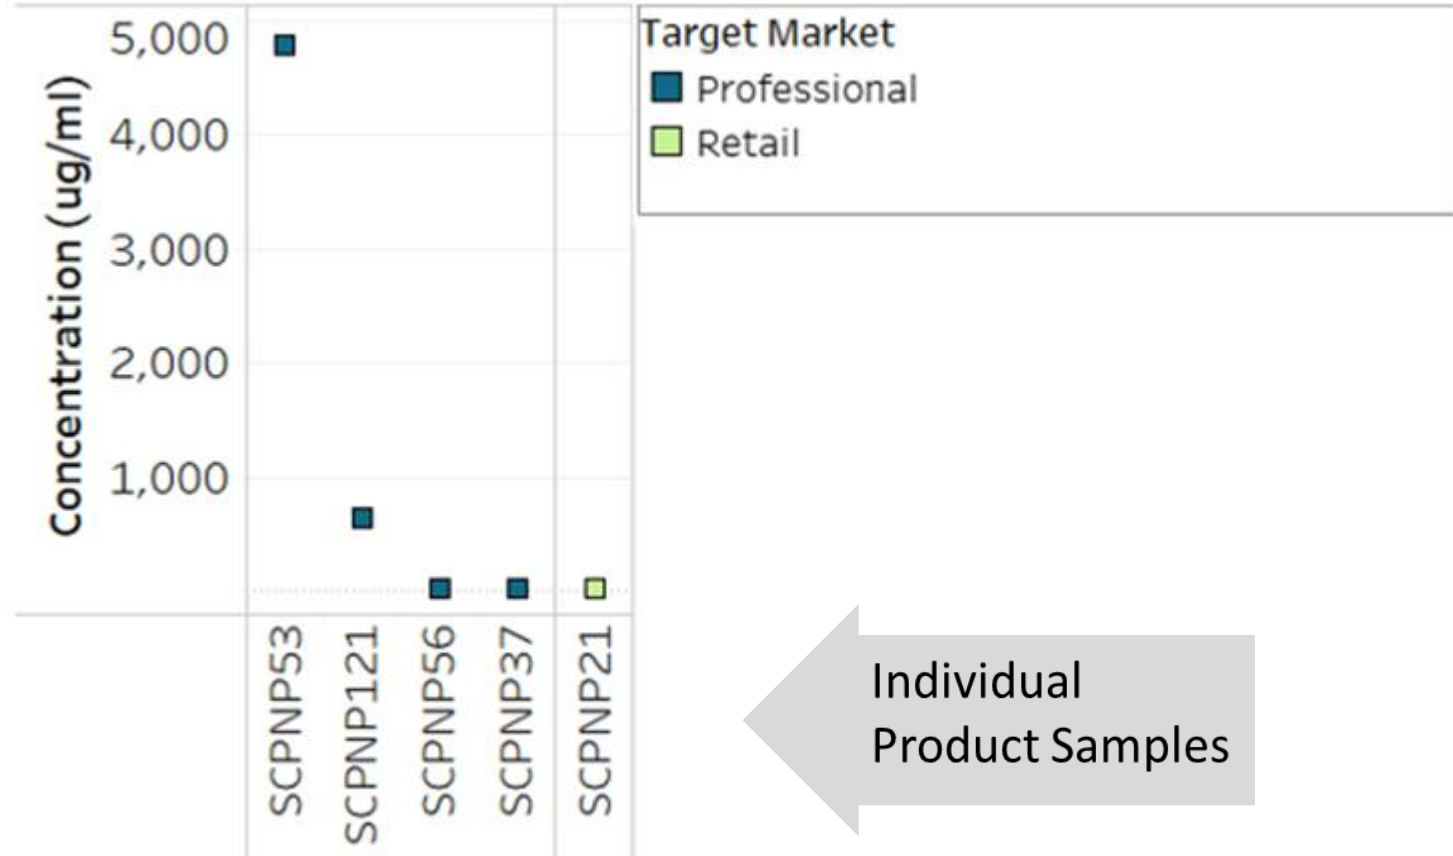 Concentration (ug/ml)
5,000
4,000
3,000
2,000
1,000
SCPNP53
SCPNP121
SCPNP56
SCPNP37
SCPNP21
Target Market
Professional
Retail
Individual
Product Samples